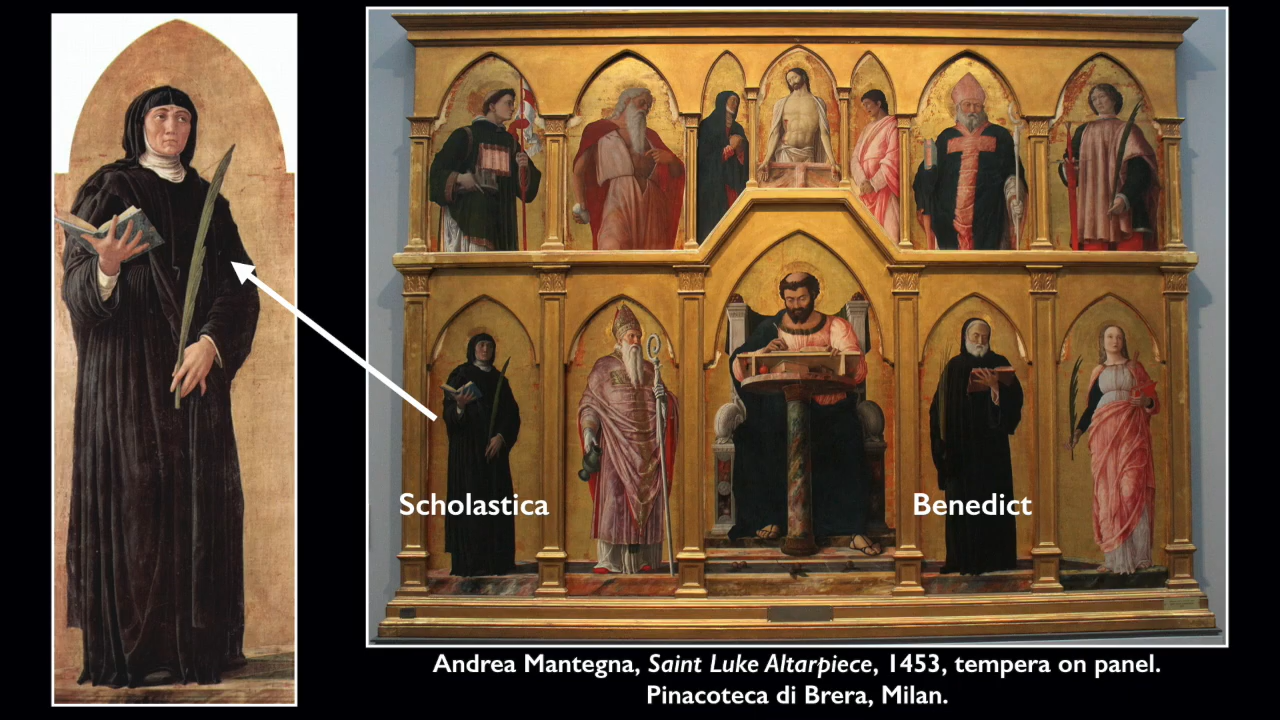 Scholastica
Benedict
Andrea Mantegna, Saint Luke Altarpiece, 1453, tempera on panel.
Pinacoteca di Brera, Milan.